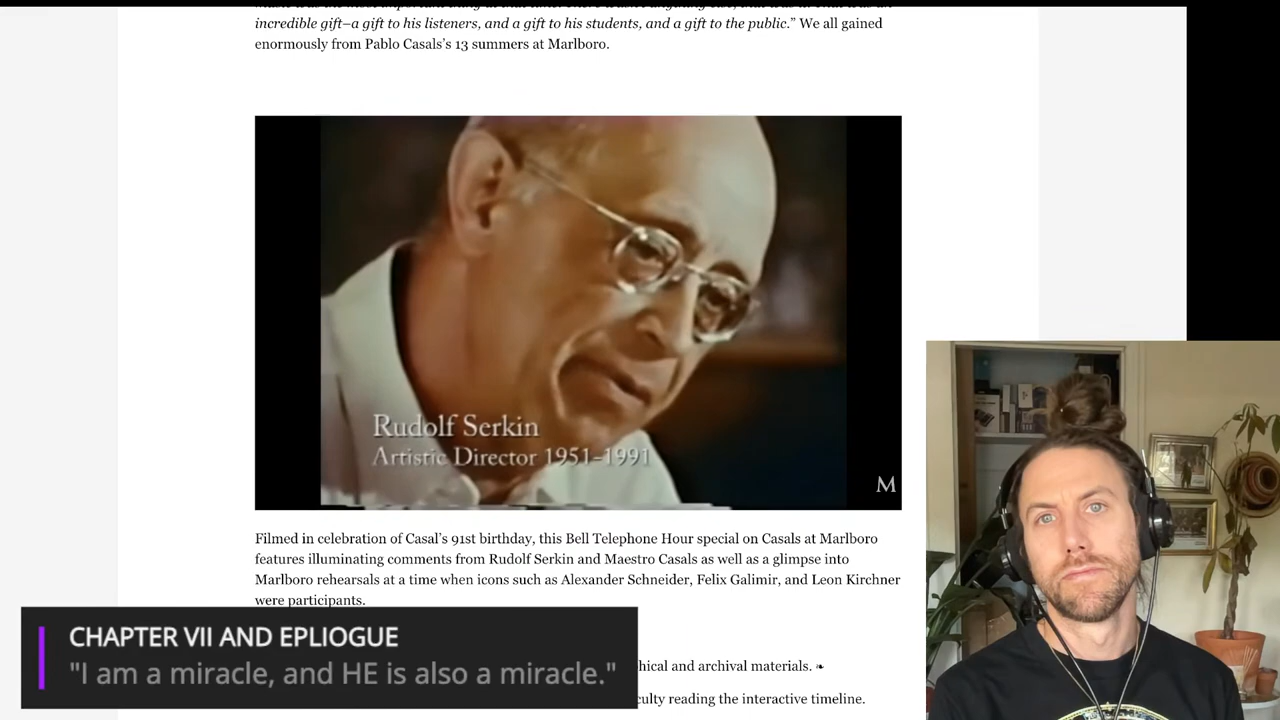 incredible gift–a gift to his listeners, and a gift to his students, and a gift to the public.” We all gained
enormously from Pablo Casals’s 13 summers at Marlboro.
Rudolf Serkin
Artistic Director 1951–1991
M
Filmed in celebration of Casal’s 91st birthday, this Bell Telephone Hour special on Casals at Marlboro
features illuminating comments from Rudolf Serkin and Maestro Casals as well as a glimpse into
Marlboro rehearsals at a time when icons such as Alexander Schneider, Felix Galimir, and Leon Kirchner
were participants.
CHAPTER VII AND EPLIOGUE
"I am a miracle, and HE is also a miracle."
hical and archival materials. ❧
culty reading the interactive timeline.